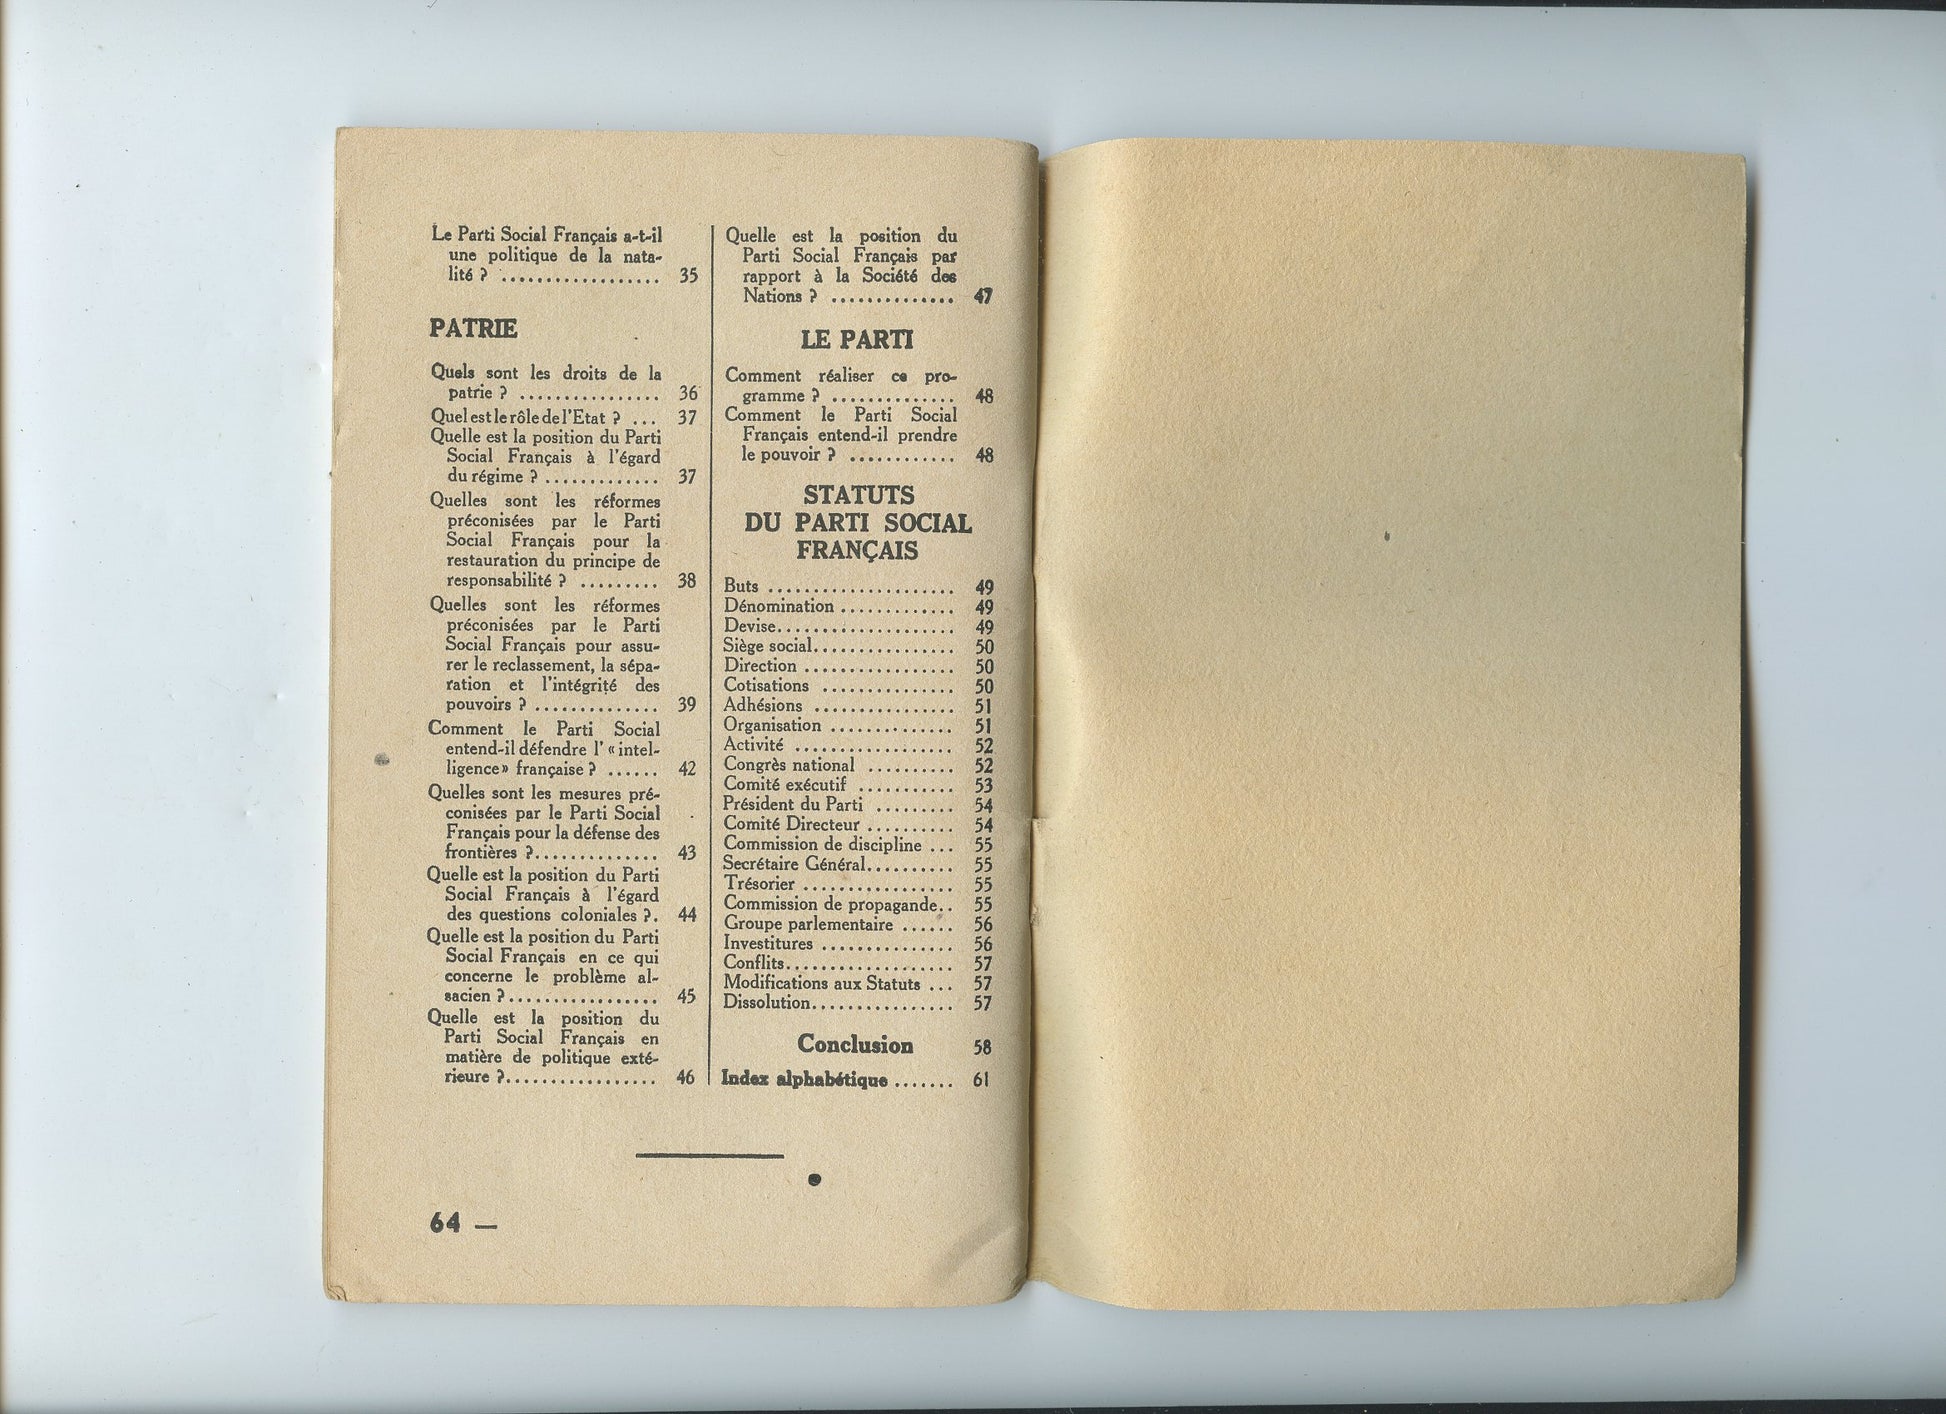 Le Parti Social Français a-t-il
une politique de la nata-
lité ? .................. 35
PATRIE
Quels sont les droits de la
patrie ? ................ 36
Quel est le rôle de l'Etat ? ... 37
Quelle est la position du Parti
Social Français à l'égard
du régime ? ............. 37
Quelles sont les réformes
préconisées par le Parti
Social Français pour la
restauration du principe de
responsabilité ? ......... 38
Quelles sont les réformes
préconisées par le Parti
Social Français pour assu-
rer le reclassement, la sépa-
ration et l'intégrité des
pouvoirs ? .............. 39
Comment le Parti Social
entend-il défendre l' « intel-
ligence » française ? ...... 42
Quelles sont les mesures pré-
conisées par le Parti Social
Français pour la défense des
frontières ?.............. 43
Quelle est la position du Parti
Social Français à l'égard
des questions coloniales ?. 44
Quelle est la position du Parti
Social Français en ce qui
concerne le problème al-
sacien ?................. 45
Quelle est la position du
Parti Social Français en
matière de politique exté-
rieure ?................. 46
Quelle est la position du
Parti Social Français par
rapport à la Société des
Nations ? .............. 47
LE PARTI
Comment réaliser ce pro-
gramme ? .............. 48
Comment le Parti Social
Français entend-il prendre
le pouvoir ? ............ 48
STATUTS
DU PARTI SOCIAL
FRANÇAIS
Buts ..................... 49
Dénomination ............. 49
Devise.................... 49
Siège social................ 50
Direction ................. 50
Cotisations ............... 50
Adhésions ................ 51
Organisation .............. 51
Activité .................. 52
Congrès national .......... 52
Comité exécutif ........... 53
Président du Parti ......... 54
Comité Directeur .......... 54
Commission de discipline ... 55
Secrétaire Général.......... 55
Trésorier ................. 55
Commission de propagande.. 55
Groupe parlementaire ...... 56
Investitures ............... 56
Conflits................... 57
Modifications aux Statuts ... 57
Dissolution................ 57
Conclusion 58
Index alphabétique ....... 61
64 —